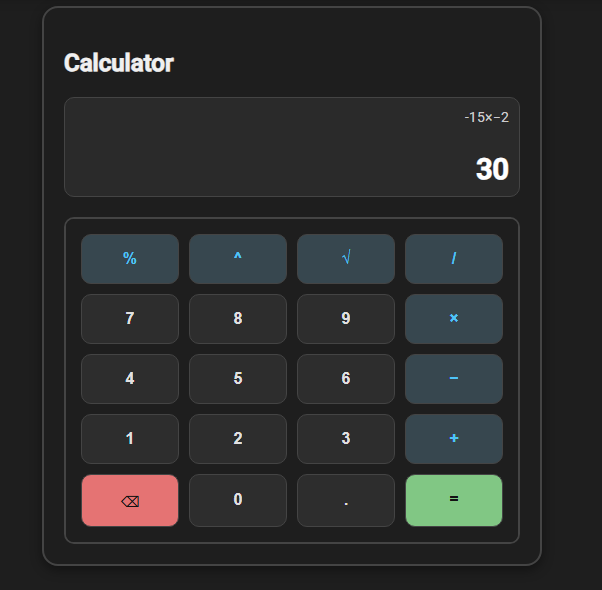 Calculator
-15×−2
30
% ^ √ /
7 8 9 ×
4 5 6 −
1 2 3 +
⌫ 0 . =